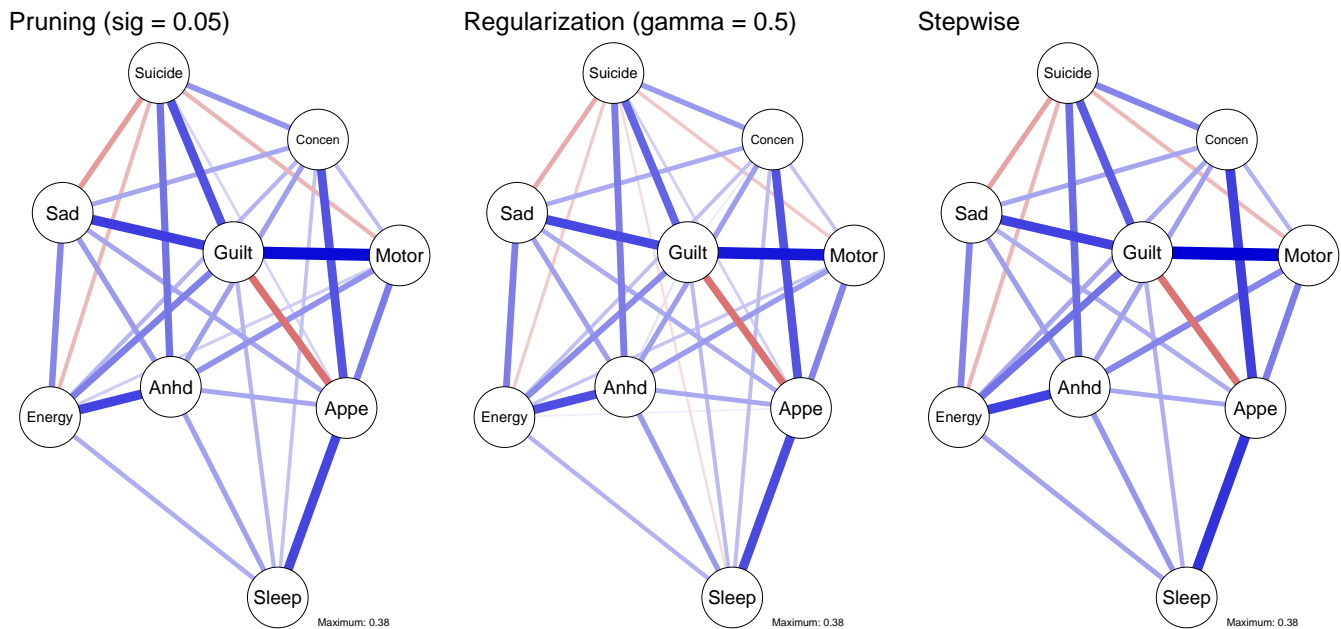 Pruning (sig = 0.05)
Suicide
Concen
Sad
Guilt
Motor
Energy
Anhd
Appe
Sleep
Maximum: 0.38
Regularization (gamma = 0.5)
Suicide
Concen
Sad
Guilt
Motor
Energy
Anhd
Appe
Sleep
Maximum: 0.38
Stepwise
Suicide
Concen
Sad
Guilt
Motor
Energy
Anhd
Appe
Sleep
Maximum: 0.38